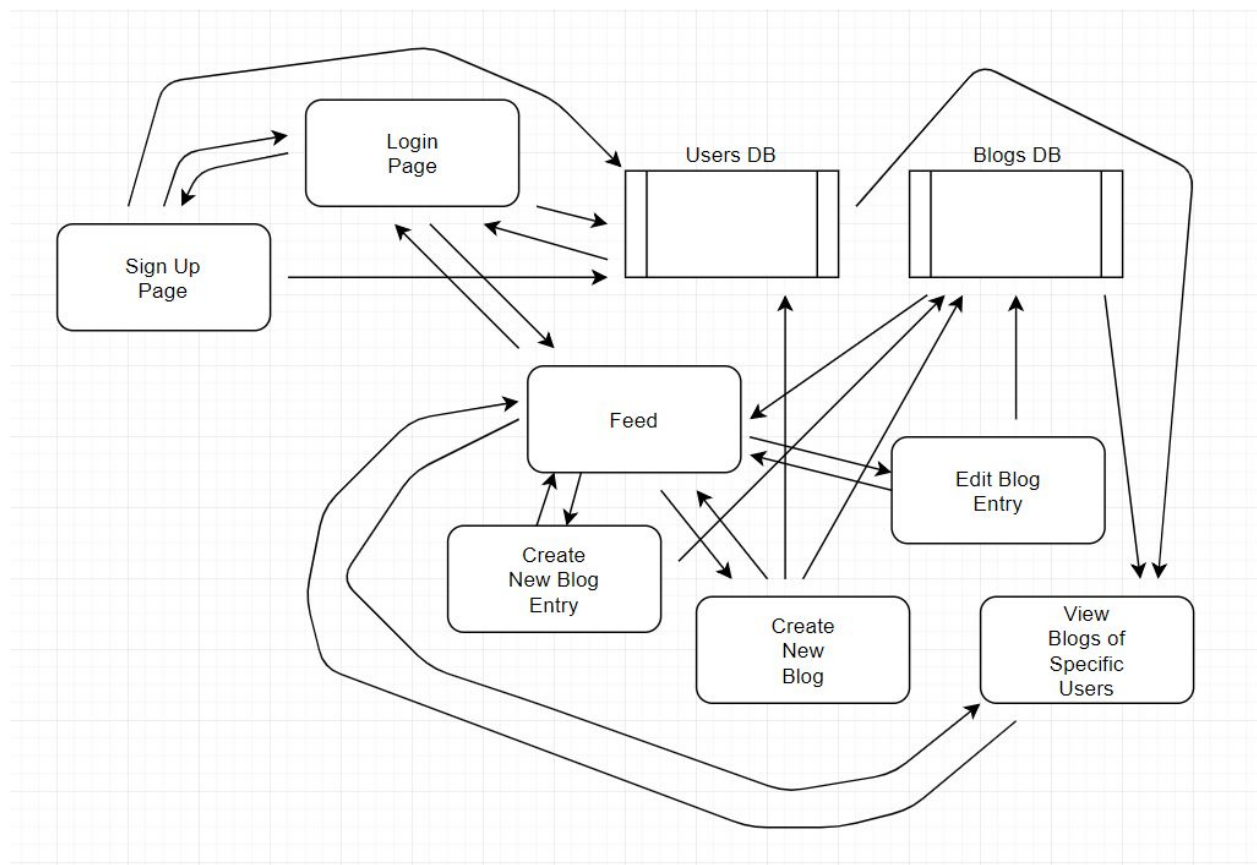 Login
Page
Users DB
Blogs DB
Sign Up
Page
Feed
Edit Blog
Entry
Create
New Blog
Entry
Create
New
Blog
View
Blogs of
Specific
Users